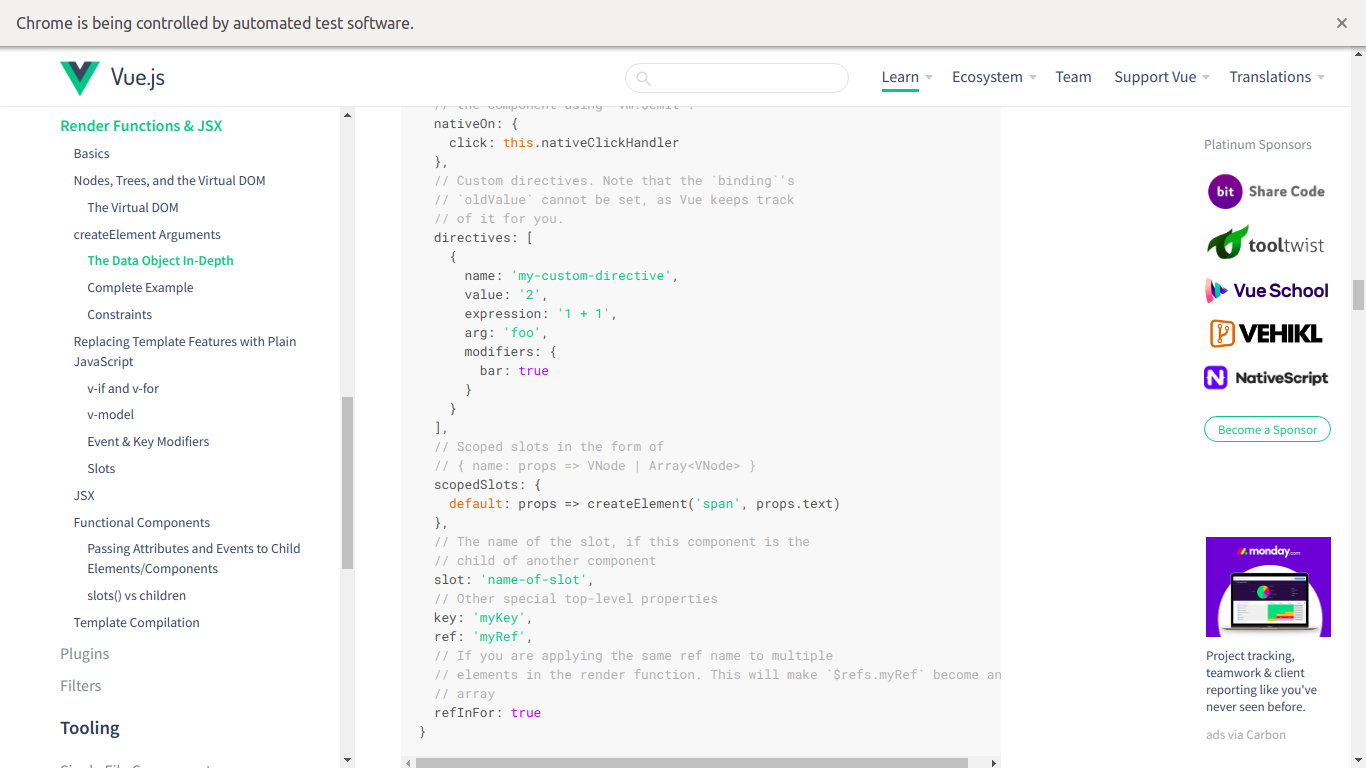 Chrome is being controlled by automated test software.
Vue.js
Learn
Ecosystem
Team
Support Vue
Translations
Render Functions & JSX
Basics
Nodes, Trees, and the Virtual DOM
The Virtual DOM
createElement Arguments
The Data Object In-Depth
Complete Example
Constraints
Replacing Template Features with Plain
JavaScript
v-if and v-for
v-model
Event & Key Modifiers
Slots
JSX
Functional Components
Passing Attributes and Events to Child
Elements/Components
slots() vs children
Template Compilation
Plugins
Filters
Tooling
// the component using `vm.$emit`.
nativeOn: {
click: this.nativeClickHandler
},
// Custom directives. Note that the `binding`'s
// `oldValue` cannot be set, as Vue keeps track
// of it for you.
directives: [
{
name: 'my-custom-directive',
value: '2',
expression: '1 + 1',
arg: 'foo',
modifiers: {
bar: true
}
}
],
// Scoped slots in the form of
// { name: props => VNode | Array<VNode> }
scopedSlots: {
default: props => createElement('span', props.text)
},
// The name of the slot, if this component is the
// child of another component
slot: 'name-of-slot',
// Other special top-level properties
key: 'myKey',
ref: 'myRef',
// If you are applying the same ref name to multiple
// elements in the render function. This will make `$refs.myRef` become an
// array
refInFor: true
}
Platinum Sponsors
bit Share Code
tooltwist
Vue School
VEHIKL
NativeScript
Become a Sponsor
monday.com
Project tracking,
teamwork & client
reporting like you've
never seen before.
ads via Carbon